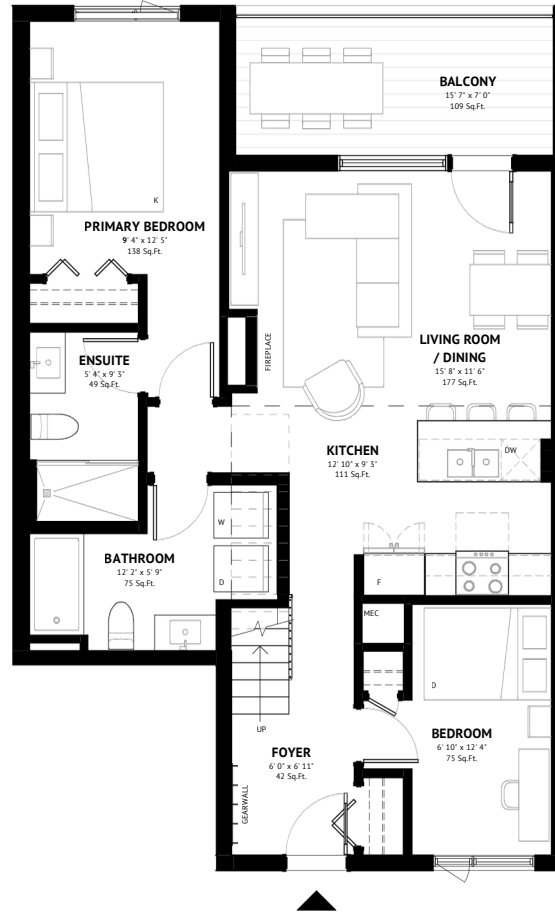 BALCONY
15' 7" x 7' 0"
109 Sq.Ft.
K
PRIMARY BEDROOM
9' 4" x 12' 5"
138 Sq.Ft.
FIREPLACE
ENSUITE
5' 4" x 9' 3"
49 Sq.Ft.
LIVING ROOM
/ DINING
15' 8" x 11' 6"
177 Sq.Ft.
KITCHEN
12' 10" x 9' 3"
111 Sq.Ft.
DW
W
D
BATHROOM
12' 2" x 5' 9"
75 Sq.Ft.
F
MEC
D
UP
BEDROOM
6' 10" x 12' 4"
75 Sq.Ft.
FOYER
6' 0" x 6' 11"
42 Sq.Ft.
GEARWALL